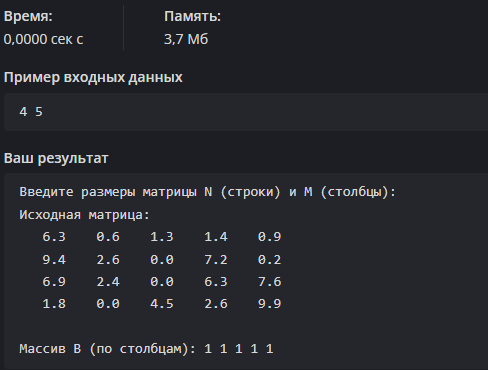 Время:
Память:
0,0000 сек с
3,7 Мб
Пример входных данных
4 5
Ваш результат
Введите размеры матрицы N (строки) и M (столбцы):
Исходная матрица:
6.3 0.6 1.3 1.4 0.9
9.4 2.6 0.0 7.2 0.2
6.9 2.4 0.0 6.3 7.6
1.8 0.0 4.5 2.6 9.9
Массив B (по столбцам): 1 1 1 1 1